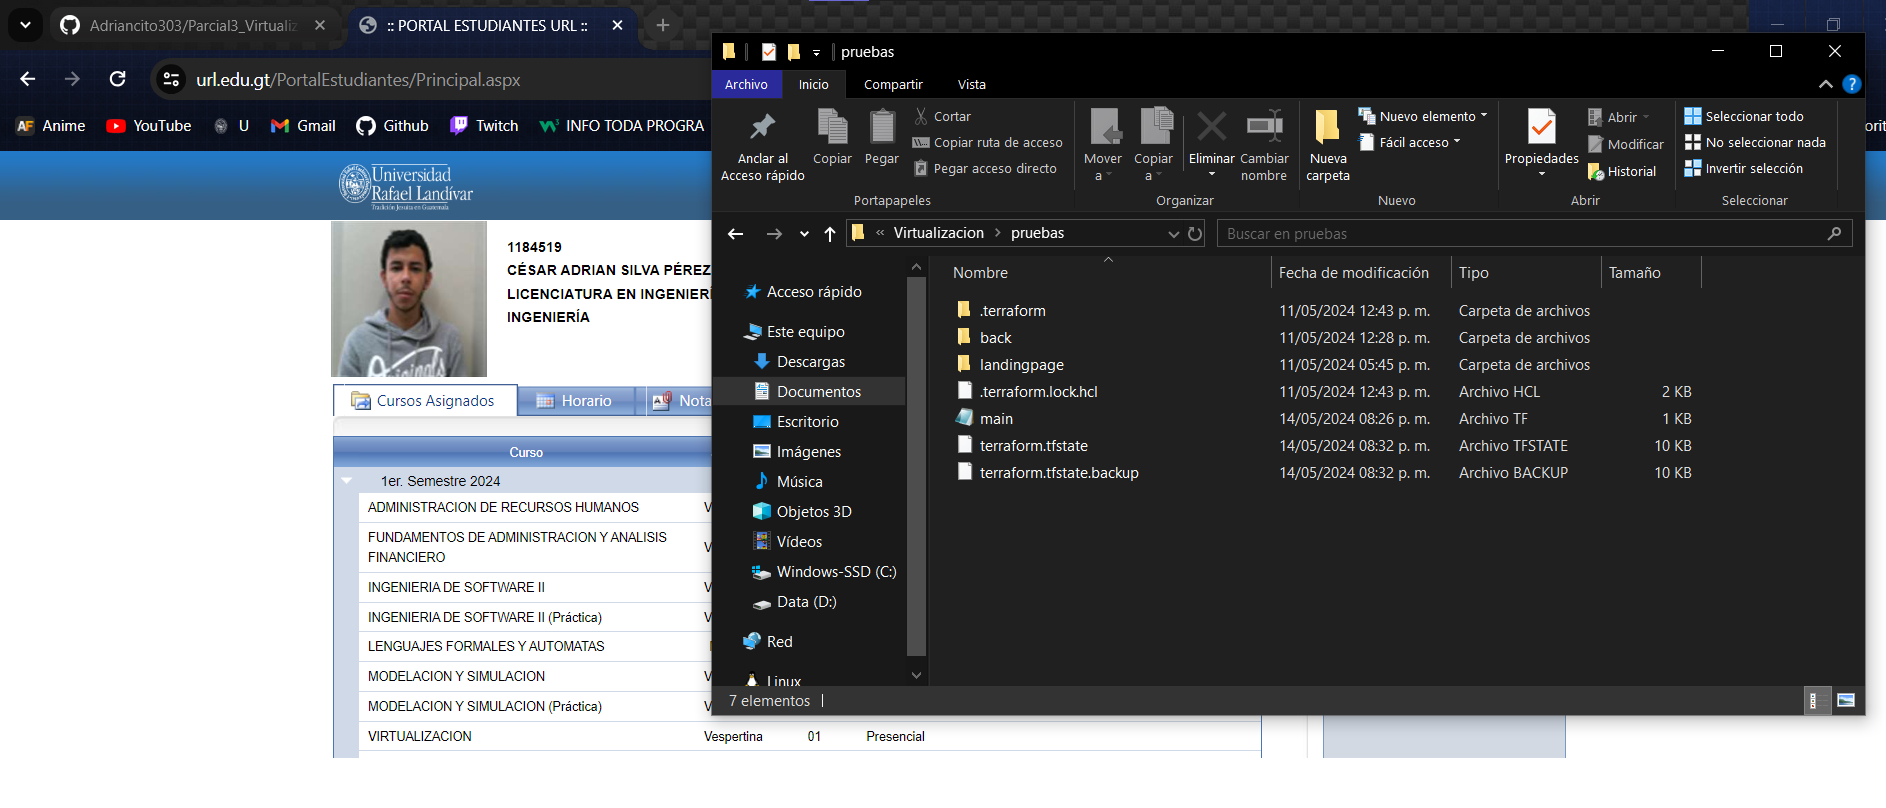 Adriancito303/Parcial3_Virtualiz
:: PORTAL ESTUDIANTES URL ::
url.edu.gt/PortalEstudiantes/Principal.aspx
Anime
YouTube
U
Gmail
Github
Twitch
INFO TODA PROGRA
Universidad
Rafael Landívar
Tradición Jesuita en Guatemala
1184519
CÉSAR ADRIAN SILVA PÉREZ
LICENCIATURA EN INGENIERÍ
INGENIERÍA
Cursos Asignados
Horario
Nota
Curso
1er. Semestre 2024
ADMINISTRACION DE RECURSOS HUMANOS V
FUNDAMENTOS DE ADMINISTRACION Y ANALISIS
FINANCIERO V
INGENIERIA DE SOFTWARE II V
INGENIERIA DE SOFTWARE II (Práctica) V
LENGUAJES FORMALES Y AUTOMATAS
MODELACION Y SIMULACION V
MODELACION Y SIMULACION (Práctica) V
VIRTUALIZACION Vespertina 01 Presencial
pruebas
Archivo Inicio Compartir Vista
Anclar al
Acceso rápido
Copiar
Pegar
Cortar
Copiar ruta de acceso
Pegar acceso directo
Portapapeles
Mover
a
Copiar
a
Eliminar
Cambiar
nombre
Organizar
Nueva
carpeta
Nuevo elemento
Fácil acceso
Nuevo
Propiedades
Abrir
Modificar
Historial
Abrir
Seleccionar todo
No seleccionar nada
Invertir selección
Seleccionar
« Virtualizacion > pruebas
Buscar en pruebas
Acceso rápido
Este equipo
Descargas
Documentos
Escritorio
Imágenes
Música
Objetos 3D
Vídeos
Windows-SSD (C:)
Data (D:)
Red
Linux
Nombre Fecha de modificación Tipo Tamaño
.terraform 11/05/2024 12:43 p. m. Carpeta de archivos
back 11/05/2024 12:28 p. m. Carpeta de archivos
landingpage 11/05/2024 05:45 p. m. Carpeta de archivos
.terraform.lock.hcl 11/05/2024 12:43 p. m. Archivo HCL 2 KB
main 14/05/2024 08:26 p. m. Archivo TF 1 KB
terraform.tfstate 14/05/2024 08:32 p. m. Archivo TFSTATE 10 KB
terraform.tfstate.backup 14/05/2024 08:32 p. m. Archivo BACKUP 10 KB
7 elementos
orit